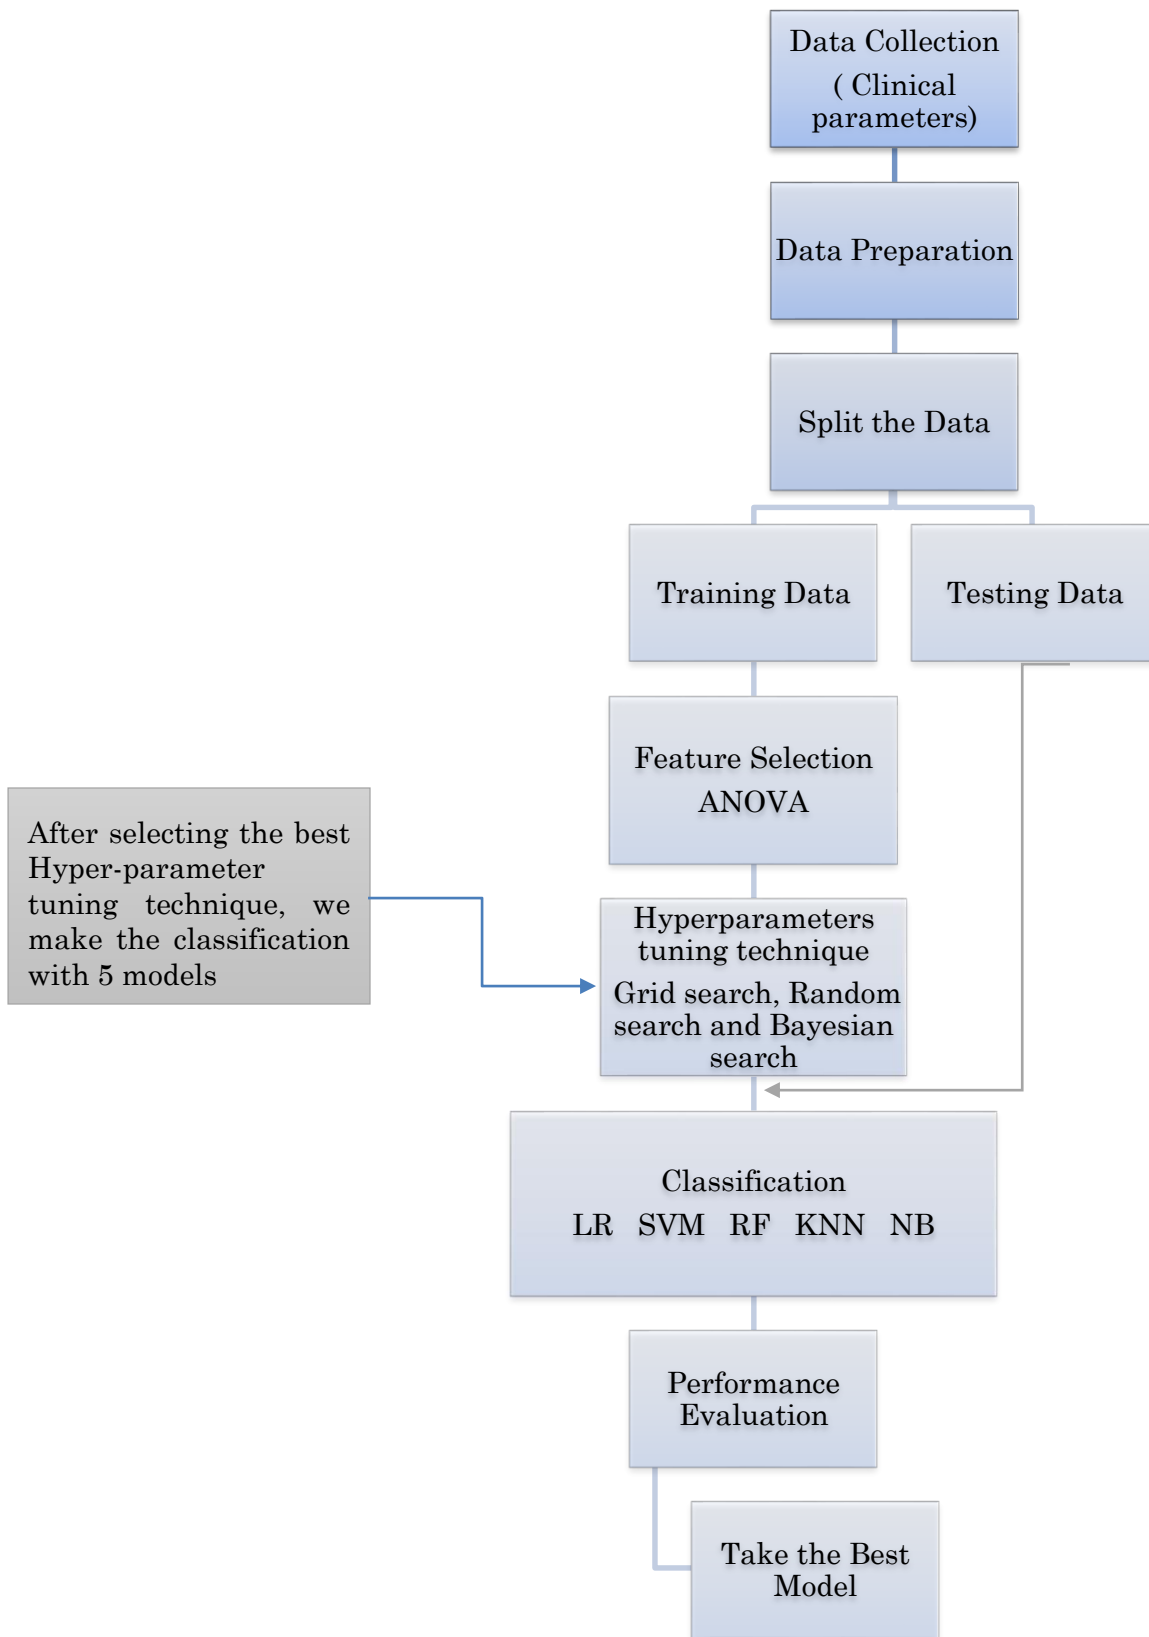 Data Collection
( Clinical
parameters)
Data Preparation
Split the Data
Training Data
Testing Data
Feature Selection
ANOVA
After selecting the best
Hyper-parameter
tuning technique, we
make the classification
with 5 models
Hyperparameters
tuning technique
Grid search, Random
search and Bayesian
search
Classification
LR SVM RF KNN NB
Performance
Evaluation
Take the Best
Model